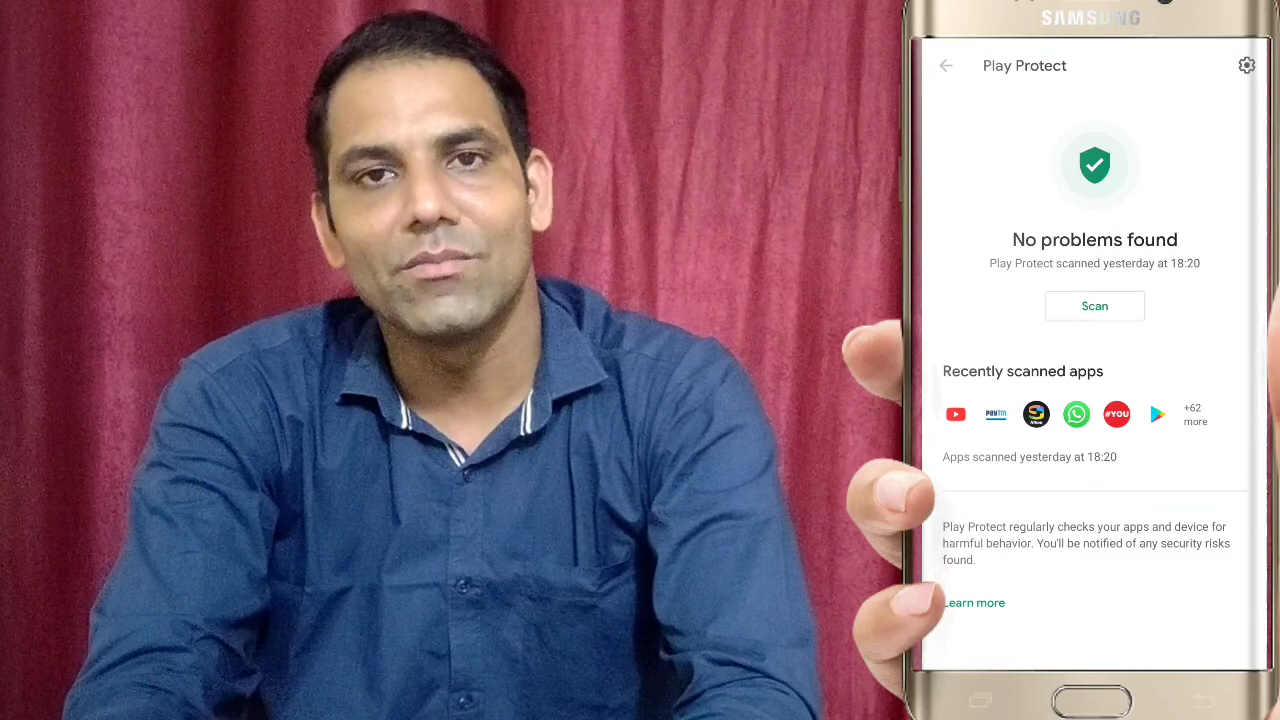 SAMSUNG
Play Protect
No problems found
Play Protect scanned yesterday at 18:20
Scan
Recently scanned apps
paytm
#YOU
+62
more
Apps scanned yesterday at 18:20
Play Protect regularly checks your apps and device for
harmful behavior. You'll be notified of any security risks
found.
Learn more